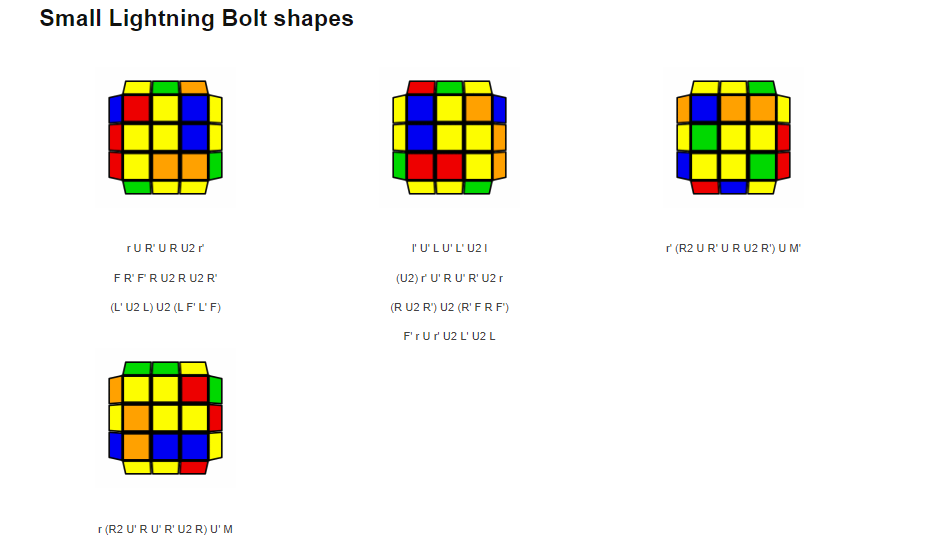 Small Lightning Bolt shapes
r U R' U R U2 r'
F R' F' R U2 R U2 R'
(L' U2 L) U2 (L F' L' F)
l' U' L U' L' U2 l
(U2) r' U' R U' R' U2 r
(R U2 R') U2 (R' F R F')
F' r U r' U2 L' U2 L
r' (R2 U R' U R U2 R') U M'
r (R2 U' R U' R' U2 R) U' M